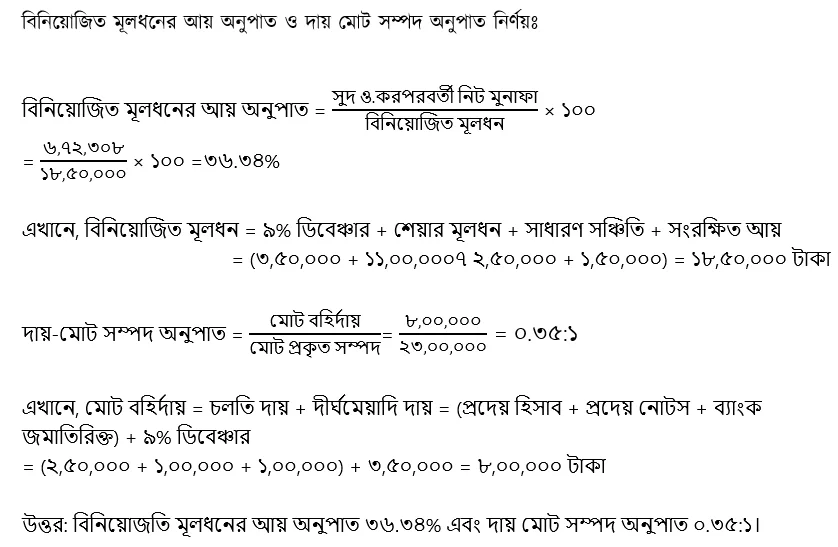 বিনিয়োজিত মূলধনের আয় অনুপাত ও দায় মোট সম্পদ অনুপাত নির্ণয়ঃ
বিনিয়োজিত মূলধনের আয় অনুপাত = সুদ ও.করপরবর্তী নিট মুনাফা / বিনিয়োজিত মূলধন × ১০০
= ৬,৭২,৩০৮ / ১৮,৫০,০০০ × ১০০ =৩৬.৩৪%
এখানে, বিনিয়োজিত মূলধন = ৯% ডিবেঞ্চার + শেয়ার মূলধন + সাধারণ সঞ্চিতি + সংরক্ষিত আয়
= (৩,৫০,০০০ + ১১,০০,০০০৭ ২,৫০,০০০ + ১,৫০,০০০) = ১৮,৫০,০০০ টাকা
দায়-মোট সম্পদ অনুপাত = মোট বহির্দায় / মোট প্রকৃত সম্পদ = ৮,০০,০০০ / ২৩,০০,০০০ = ০.৩৫:১
এখানে, মোট বহির্দায় = চলতি দায় + দীর্ঘমেয়াদি দায় = (প্রদেয় হিসাব + প্রদেয় নোটস + ব্যাংক
জমাতিরিক্ত) + ৯% ডিবেঞ্চার
= (২,৫০,০০০ + ১,০০,০০০ + ১,০০,০০০) + ৩,৫০,০০০ = ৮,০০,০০০ টাকা
উত্তর: বিনিয়োজতি মূলধনের আয় অনুপাত ৩৬.৩৪% এবং দায় মোট সম্পদ অনুপাত ০.৩৫:১।